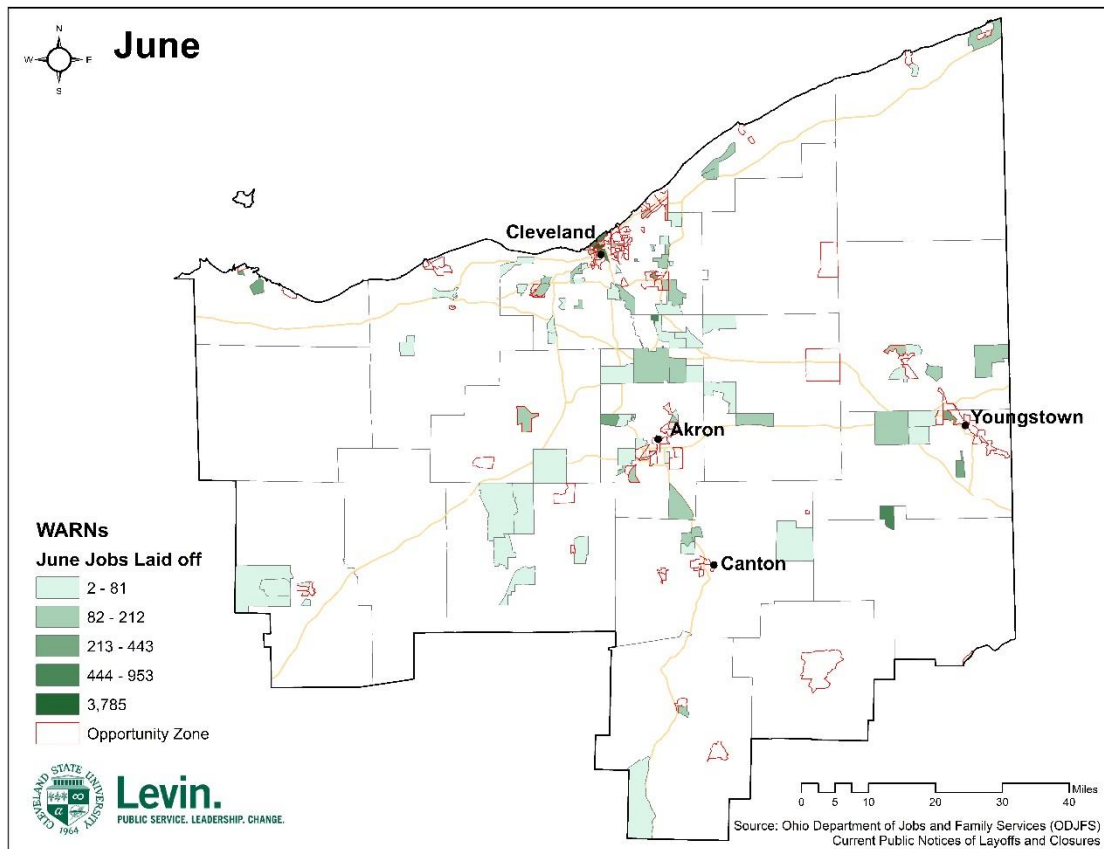 N
W E
S
June
Cleveland
Akron
Youngstown
Canton
WARNs
June Jobs Laid off
2 - 81
82 - 212
213 - 443
444 - 953
3,785
Opportunity Zone
CLEVELAND STATE UNIVERSITY
1964
Levin.
PUBLIC SERVICE. LEADERSHIP. CHANGE.
Miles
0 5 10 20 30 40
Source: Ohio Department of Jobs and Family Services (ODJFS)
Current Public Notices of Layoffs and Closures